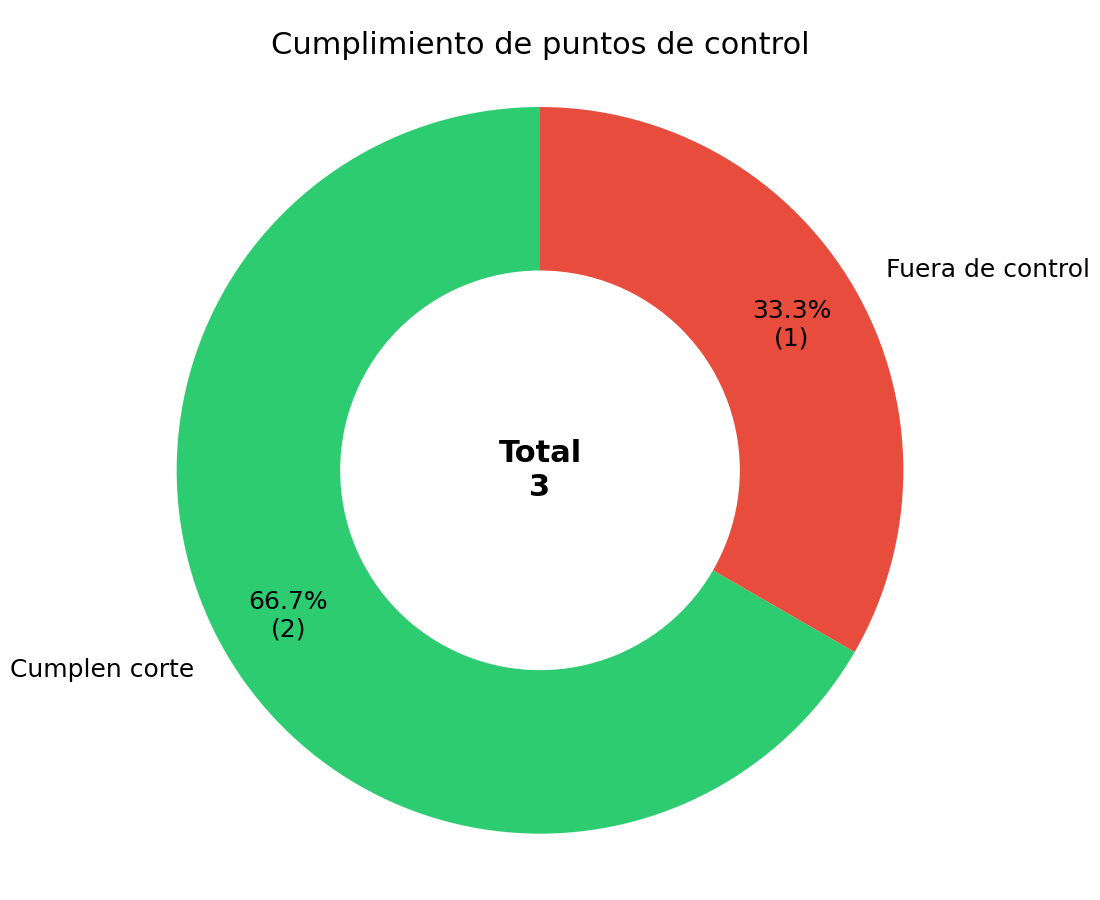 Cumplimiento de puntos de control
Fuera de control
33.3%
(1)
Total
3
66.7%
(2)
Cumplen corte